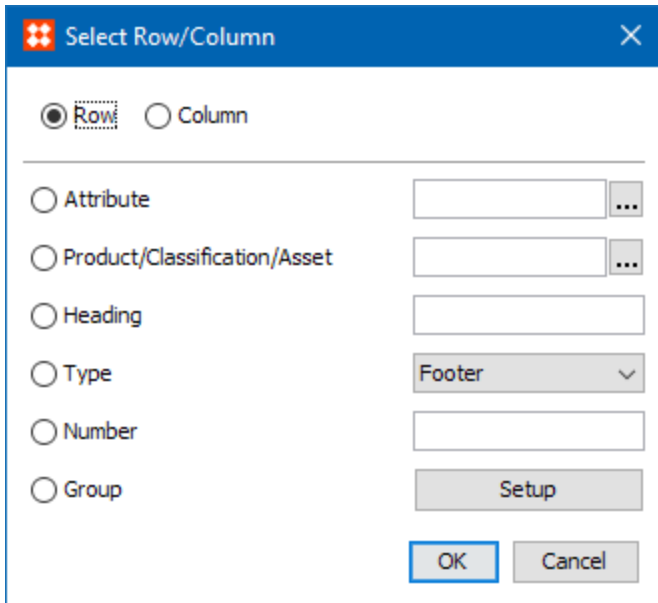 Select Row/Column
Row Column
Attribute ...
Product/Classification/Asset ...
Heading
Type Footer
Number
Group Setup
OK Cancel